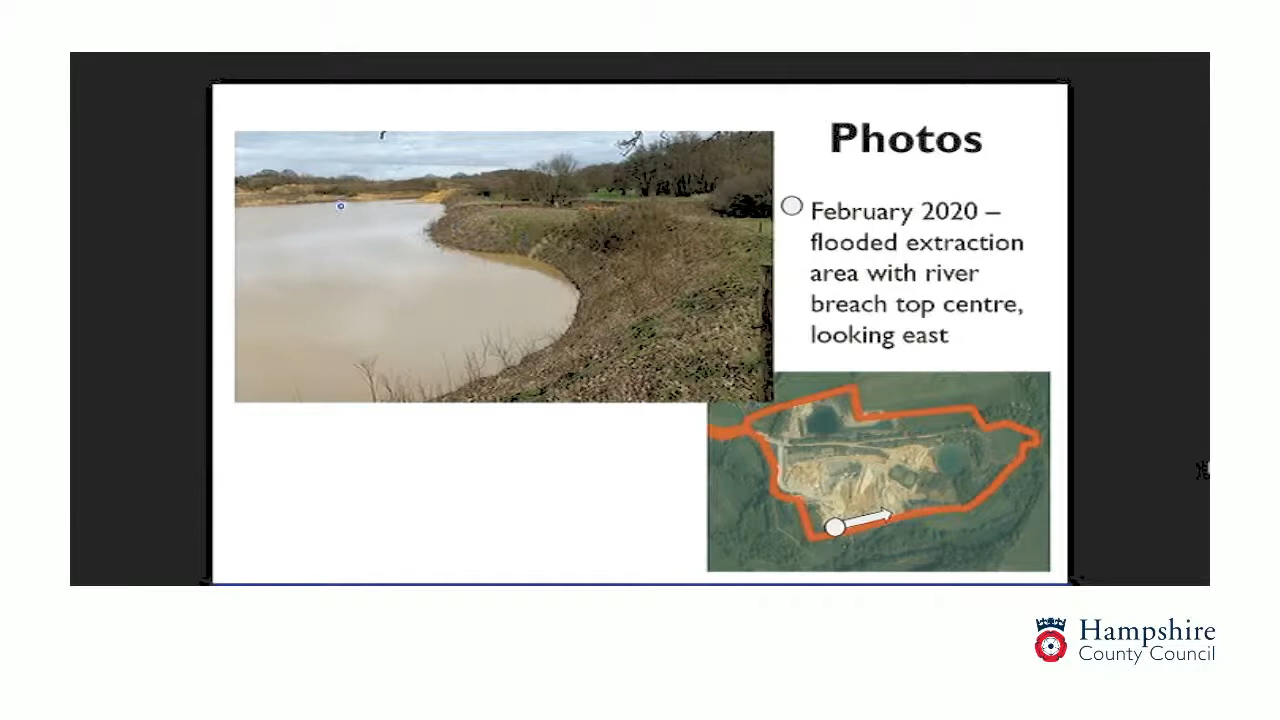 Photos
February 2020 –
flooded extraction
area with river
breach top centre,
looking east
Hampshire
County Council